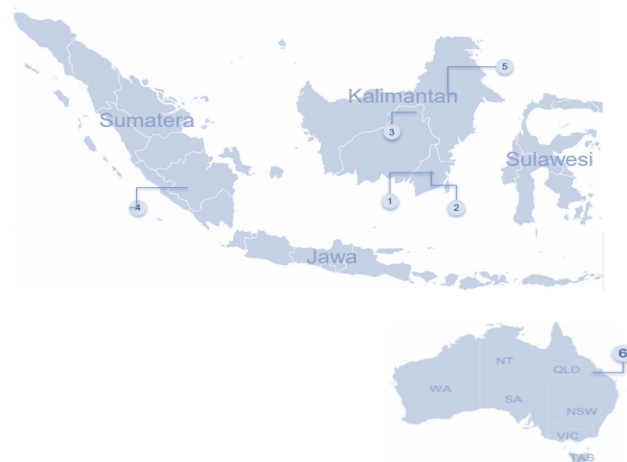 5
Kalimantan
Sumatera
3
Sulawesi
4
1
2
Jawa
6
NT
QLD
WA
SA
NSW
VIC
TAS